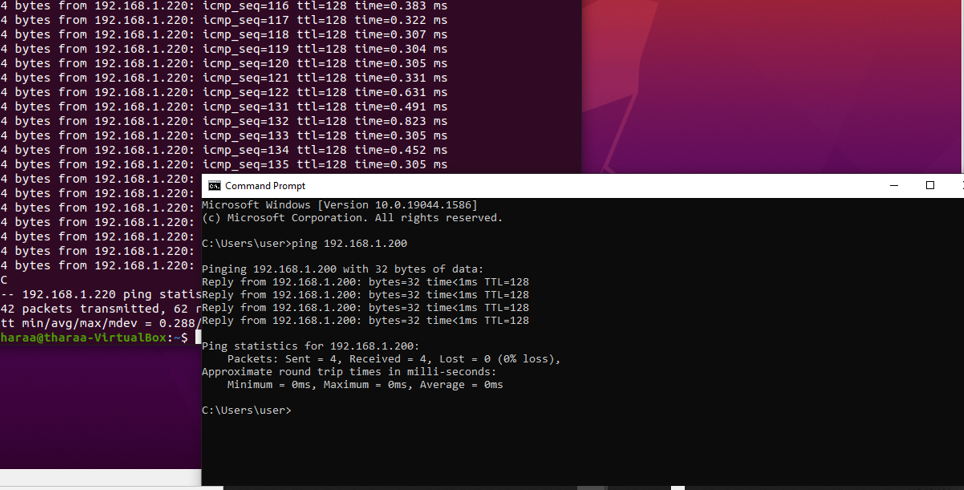 4 bytes from 192.168.1.220: icmp_seq=116 ttl=128 time=0.383 ms
4 bytes from 192.168.1.220: icmp_seq=117 ttl=128 time=0.322 ms
4 bytes from 192.168.1.220: icmp_seq=118 ttl=128 time=0.307 ms
4 bytes from 192.168.1.220: icmp_seq=119 ttl=128 time=0.304 ms
4 bytes from 192.168.1.220: icmp_seq=120 ttl=128 time=0.305 ms
4 bytes from 192.168.1.220: icmp_seq=121 ttl=128 time=0.331 ms
4 bytes from 192.168.1.220: icmp_seq=122 ttl=128 time=0.631 ms
4 bytes from 192.168.1.220: icmp_seq=131 ttl=128 time=0.491 ms
4 bytes from 192.168.1.220: icmp_seq=132 ttl=128 time=0.823 ms
4 bytes from 192.168.1.220: icmp_seq=133 ttl=128 time=0.305 ms
4 bytes from 192.168.1.220: icmp_seq=134 ttl=128 time=0.452 ms
4 bytes from 192.168.1.220: icmp_seq=135 ttl=128 time=0.305 ms
4 bytes from 192.168.1.220:
4 bytes from 192.168.1.220:
4 bytes from 192.168.1.220:
4 bytes from 192.168.1.220:
4 bytes from 192.168.1.220:
4 bytes from 192.168.1.220:
4 bytes from 192.168.1.220:
C
-- 192.168.1.220 ping statis
42 packets transmitted, 62 r
tt min/avg/max/mdev = 0.288/
haraa@tharaa-VirtualBox:~$
Command Prompt
Microsoft Windows [Version 10.0.19044.1586]
(c) Microsoft Corporation. All rights reserved.
C:\Users\user>ping 192.168.1.200
Pinging 192.168.1.200 with 32 bytes of data:
Reply from 192.168.1.200: bytes=32 time<1ms TTL=128
Reply from 192.168.1.200: bytes=32 time<1ms TTL=128
Reply from 192.168.1.200: bytes=32 time<1ms TTL=128
Reply from 192.168.1.200: bytes=32 time<1ms TTL=128
Ping statistics for 192.168.1.200:
Packets: Sent = 4, Received = 4, Lost = 0 (0% loss),
Approximate round trip times in milli-seconds:
Minimum = 0ms, Maximum = 0ms, Average = 0ms
C:\Users\user>